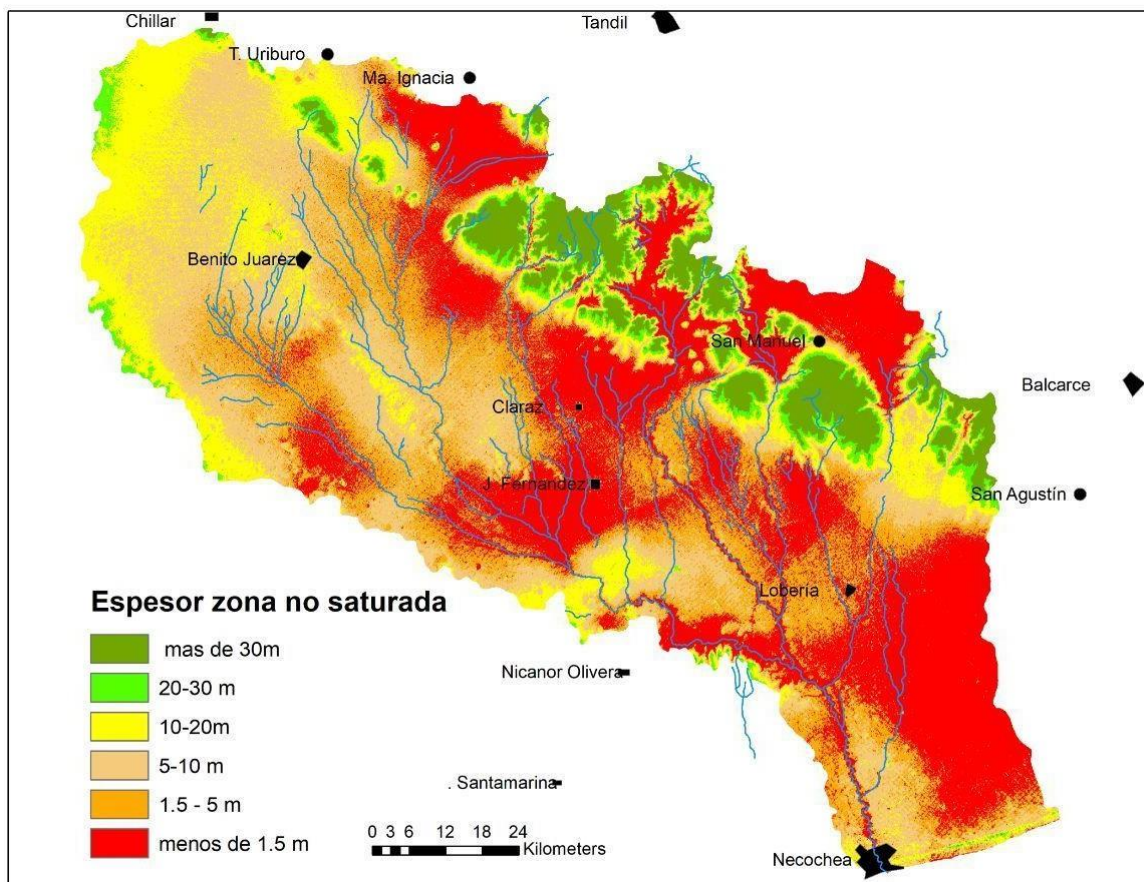 Chillar
Tandil
T. Uriburo
Ma. Ignacia
Benito Juarez
San Manuel
Balcarce
Claraz
J. Fernandez
San Agustín
Loberia
Nicanor Olivera
. Santamarina
Necochea
Espesor zona no saturada
mas de 30m
20-30 m
10-20m
5-10 m
1.5 - 5 m
menos de 1.5 m
0 3 6 12 18 24
Kilometers